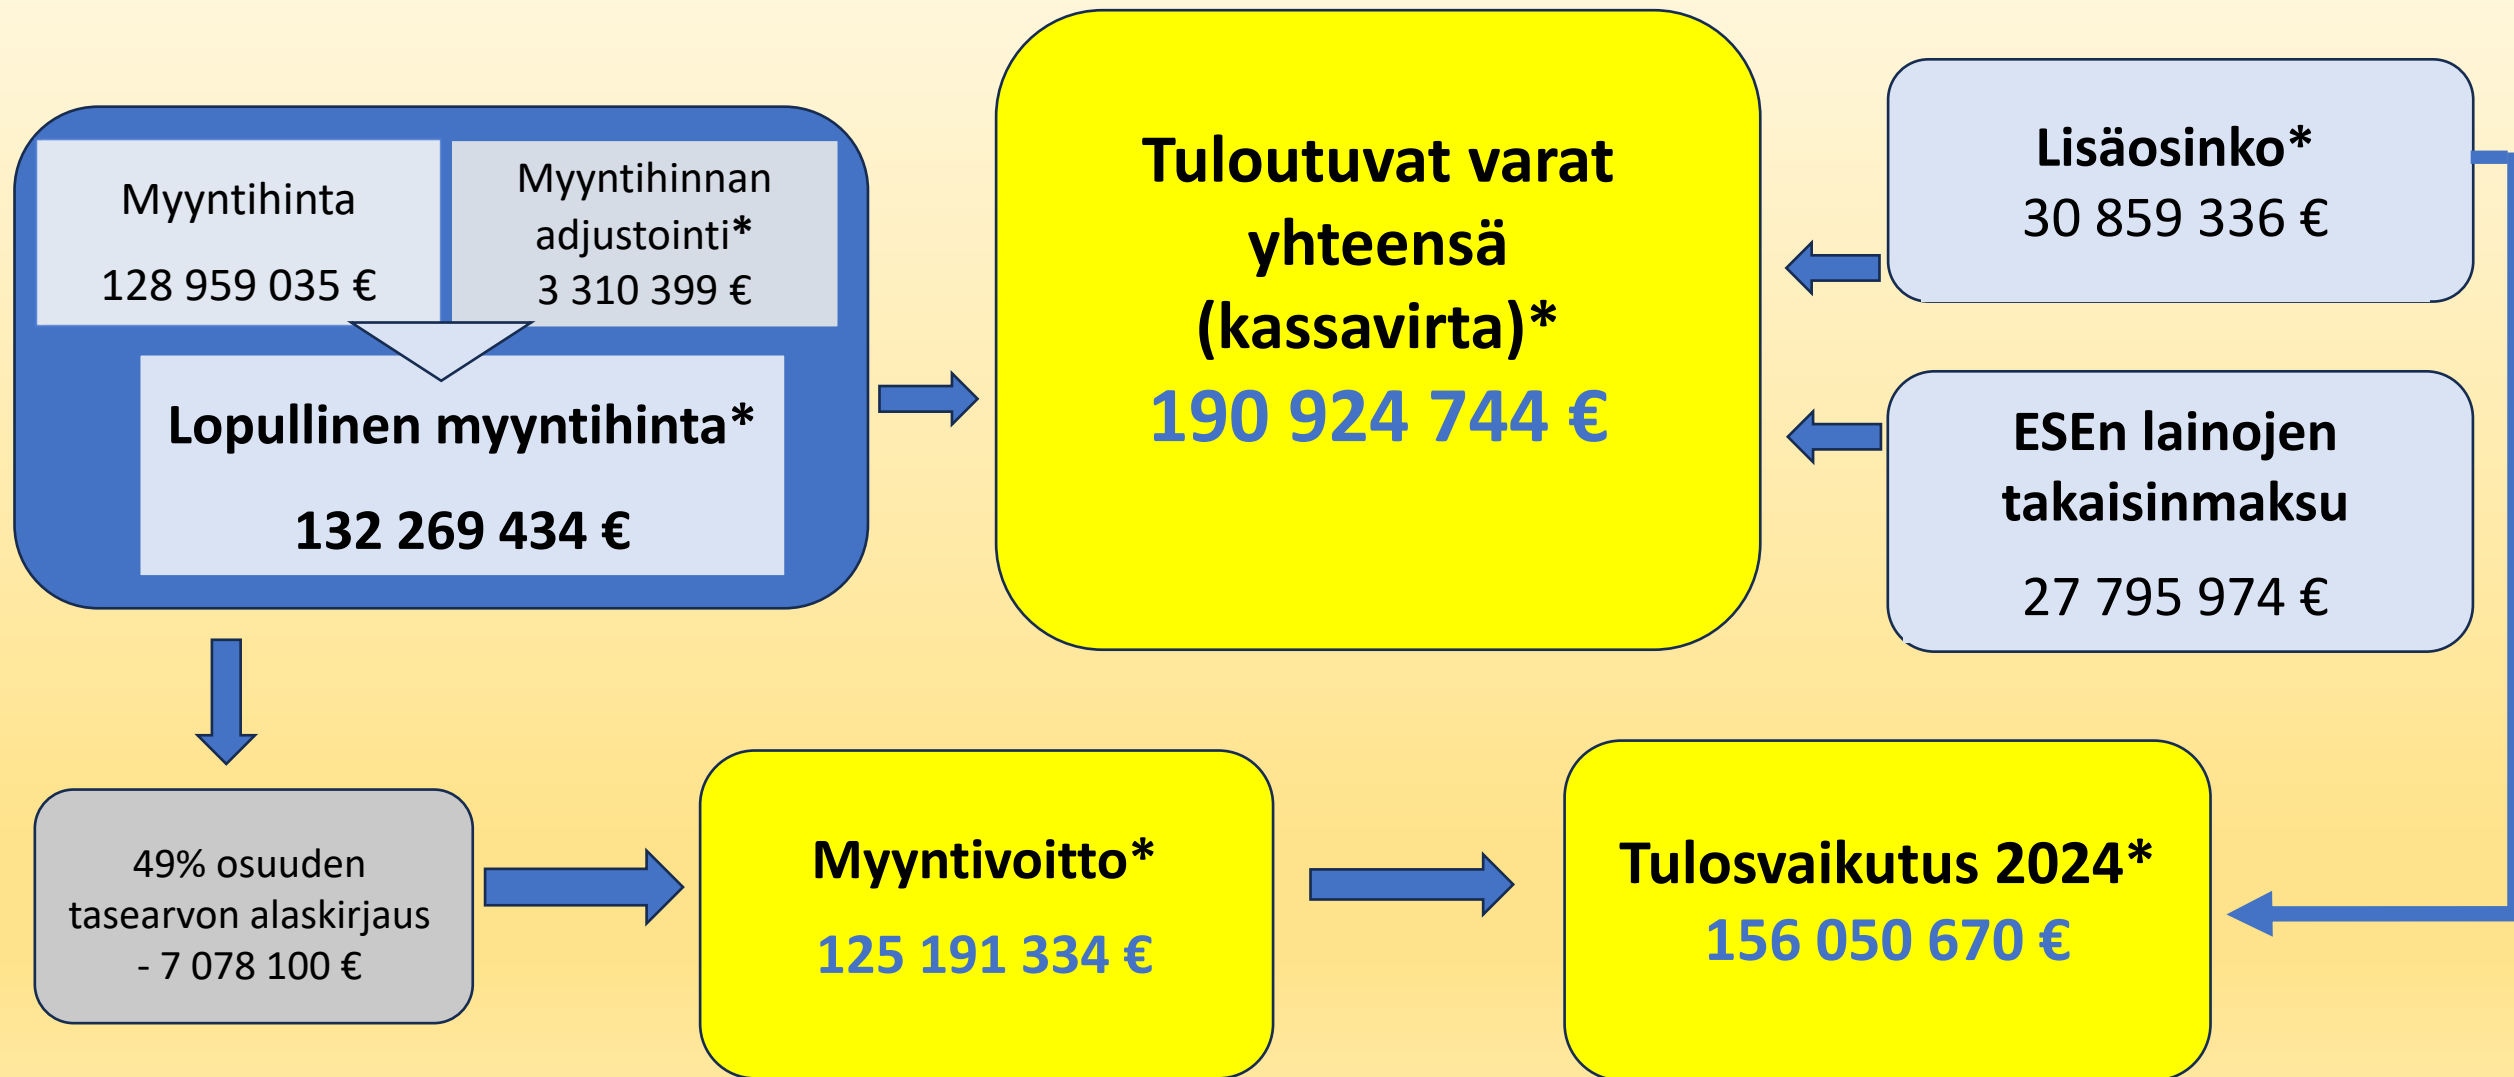 Myyntihinta
128 959 035 €
Myyntihinnan
adjustointi*
3 310 399 €
Lopullinen myyntihinta*
132 269 434 €
Tuloutuvat varat
yhteensä
(kassavirta)*
190 924 744 €
Lisäosinko*
30 859 336 €
ESEn lainojen
takaisinmaksu
27 795 974 €
49% osuuden
tasearvon alaskirjaus
- 7 078 100 €
Myyntivoitto*
125 191 334 €
Tulosvaikutus 2024*
156 050 670 €